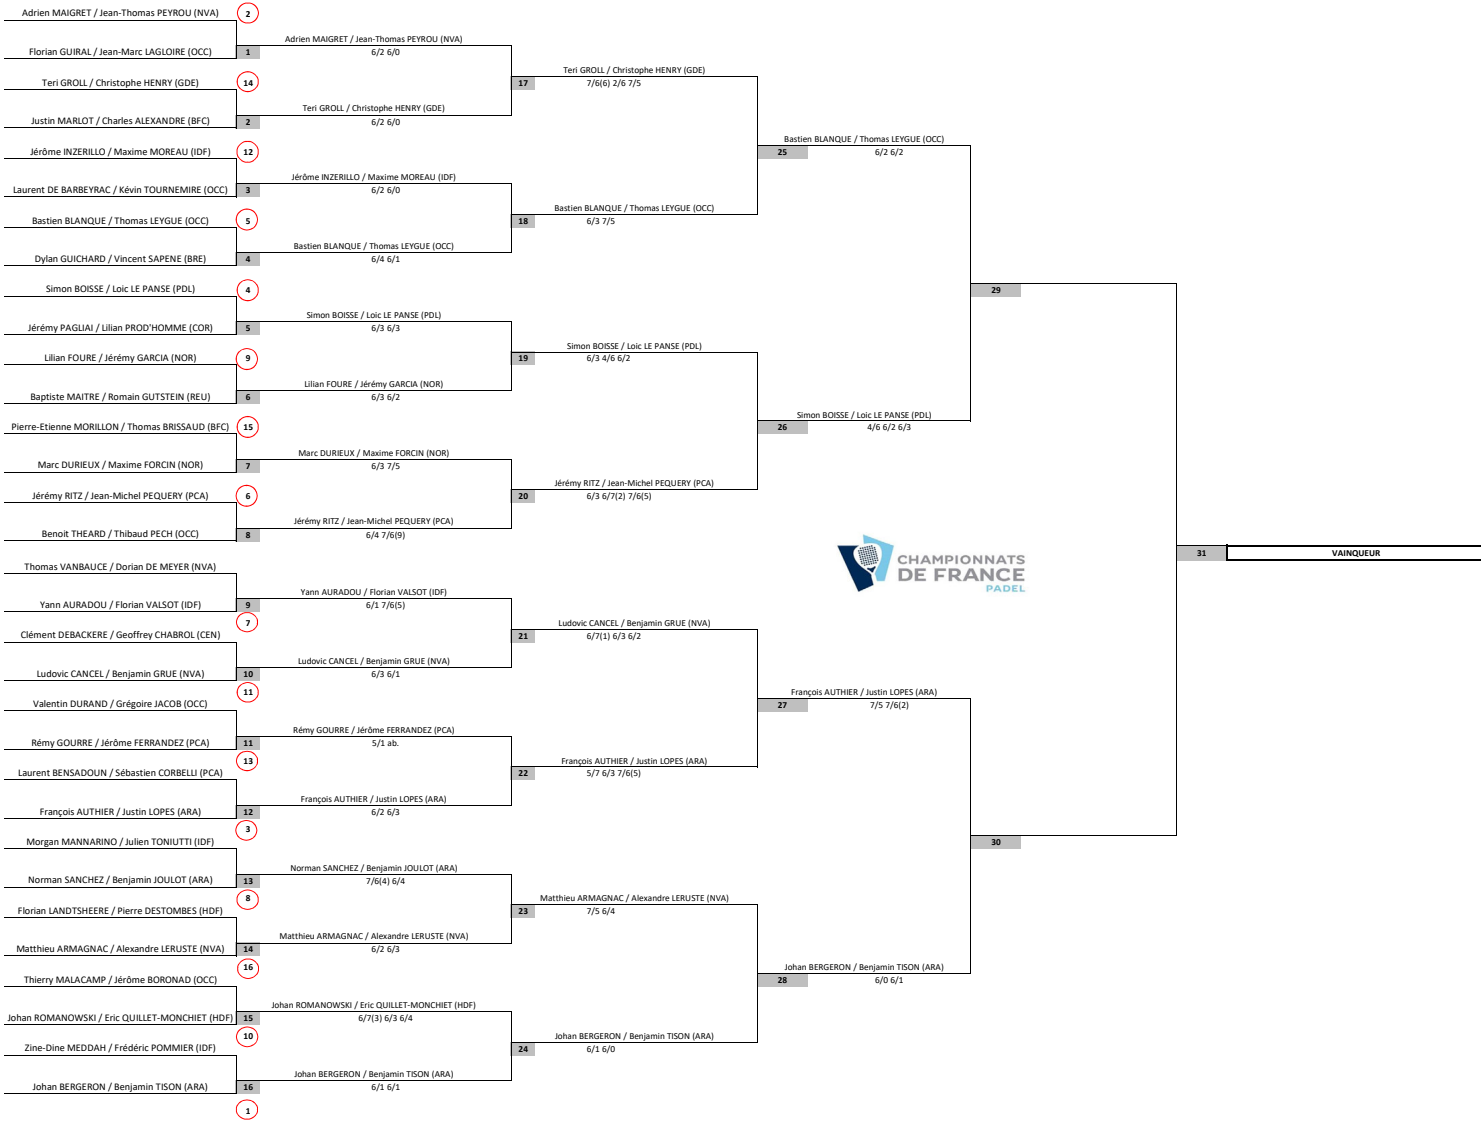 Adrien MAIGRET / Jean-Thomas PEYROU (NVA)
2
Florian GUIRAL / Jean-Marc LAGLOIRE (OCC)
1
Teri GROLL / Christophe HENRY (GDE)
14
Justin MARLOT / Charles ALEXANDRE (BFC)
2
Jérôme INZERILLO / Maxime MOREAU (IDF)
12
Laurent DE BARBEYRAC / Kévin TOURNEMIRE (OCC)
3
Bastien BLANQUE / Thomas LEYGUE (OCC)
5
Dylan GUICHARD / Vincent SAPENE (BRE)
4
Simon BOISSE / Loic LE PANSE (PDL)
4
Jérémy PAGLIAI / Lilian PROD'HOMME (COR)
5
Lilian FOURE / Jérémy GARCIA (NOR)
9
Baptiste MAITRE / Romain GUTSTEIN (REU)
6
Pierre-Etienne MORILLON / Thomas BRISSAUD (BFC)
15
Marc DURIEUX / Maxime FORCIN (NOR)
7
Jérémy RITZ / Jean-Michel PEQUERY (PCA)
6
Benoit THEARD / Thibaud PECH (OCC)
8
Thomas VANBAUCE / Dorian DE MEYER (NVA)
Yann AURADOU / Florian VALSOT (IDF)
9
7
Clément DEBACKERE / Geoffrey CHABROL (CEN)
Ludovic CANCEL / Benjamin GRUE (NVA)
10
11
Valentin DURAND / Grégoire JACOB (OCC)
Rémy GOURRE / Jérôme FERRANDEZ (PCA)
11
13
Laurent BENSADOUN / Sébastien CORBELLI (PCA)
François AUTHIER / Justin LOPES (ARA)
12
3
Morgan MANNARINO / Julien TONIUTTI (IDF)
Norman SANCHEZ / Benjamin JOULOT (ARA)
13
8
Florian LANDTSHEERE / Pierre DESTOMBES (HDF)
Matthieu ARMAGNAC / Alexandre LERUSTE (NVA)
14
16
Thierry MALACAMP / Jérôme BORONAD (OCC)
Johan ROMANOWSKI / Eric QUILLET-MONCHIET (HDF)
15
10
Zine-Dine MEDDAH / Frédéric POMMIER (IDF)
Johan BERGERON / Benjamin TISON (ARA)
16
1
Adrien MAIGRET / Jean-Thomas PEYROU (NVA)
6/2 6/0
Teri GROLL / Christophe HENRY (GDE)
6/2 6/0
Jérôme INZERILLO / Maxime MOREAU (IDF)
6/2 6/0
Bastien BLANQUE / Thomas LEYGUE (OCC)
6/4 6/1
Simon BOISSE / Loic LE PANSE (PDL)
6/3 6/3
Lilian FOURE / Jérémy GARCIA (NOR)
6/3 6/2
Marc DURIEUX / Maxime FORCIN (NOR)
6/3 7/5
Jérémy RITZ / Jean-Michel PEQUERY (PCA)
6/4 7/6(9)
Yann AURADOU / Florian VALSOT (IDF)
6/1 7/6(5)
Ludovic CANCEL / Benjamin GRUE (NVA)
6/3 6/1
Rémy GOURRE / Jérôme FERRANDEZ (PCA)
5/1 ab.
François AUTHIER / Justin LOPES (ARA)
6/2 6/3
Norman SANCHEZ / Benjamin JOULOT (ARA)
7/6(4) 6/4
Matthieu ARMAGNAC / Alexandre LERUSTE (NVA)
6/2 6/3
Johan ROMANOWSKI / Eric QUILLET-MONCHIET (HDF)
6/7(3) 6/3 6/4
Johan BERGERON / Benjamin TISON (ARA)
6/1 6/1
Teri GROLL / Christophe HENRY (GDE)
17
7/6(6) 2/6 7/5
Bastien BLANQUE / Thomas LEYGUE (OCC)
18
6/3 7/5
Simon BOISSE / Loic LE PANSE (PDL)
19
6/3 4/6 6/2
Jérémy RITZ / Jean-Michel PEQUERY (PCA)
20
6/3 6/7(2) 7/6(5)
Ludovic CANCEL / Benjamin GRUE (NVA)
21
6/7(1) 6/3 6/2
François AUTHIER / Justin LOPES (ARA)
22
5/7 6/3 7/6(5)
Matthieu ARMAGNAC / Alexandre LERUSTE (NVA)
23
7/5 6/4
Johan BERGERON / Benjamin TISON (ARA)
24
6/1 6/0
Bastien BLANQUE / Thomas LEYGUE (OCC)
25
6/2 6/2
Simon BOISSE / Loic LE PANSE (PDL)
26
4/6 6/2 6/3
François AUTHIER / Justin LOPES (ARA)
27
7/5 7/6(2)
Johan BERGERON / Benjamin TISON (ARA)
28
6/0 6/1
29
30
CHAMPIONNATS
DE FRANCE
PADEL
31
VAINQUEUR